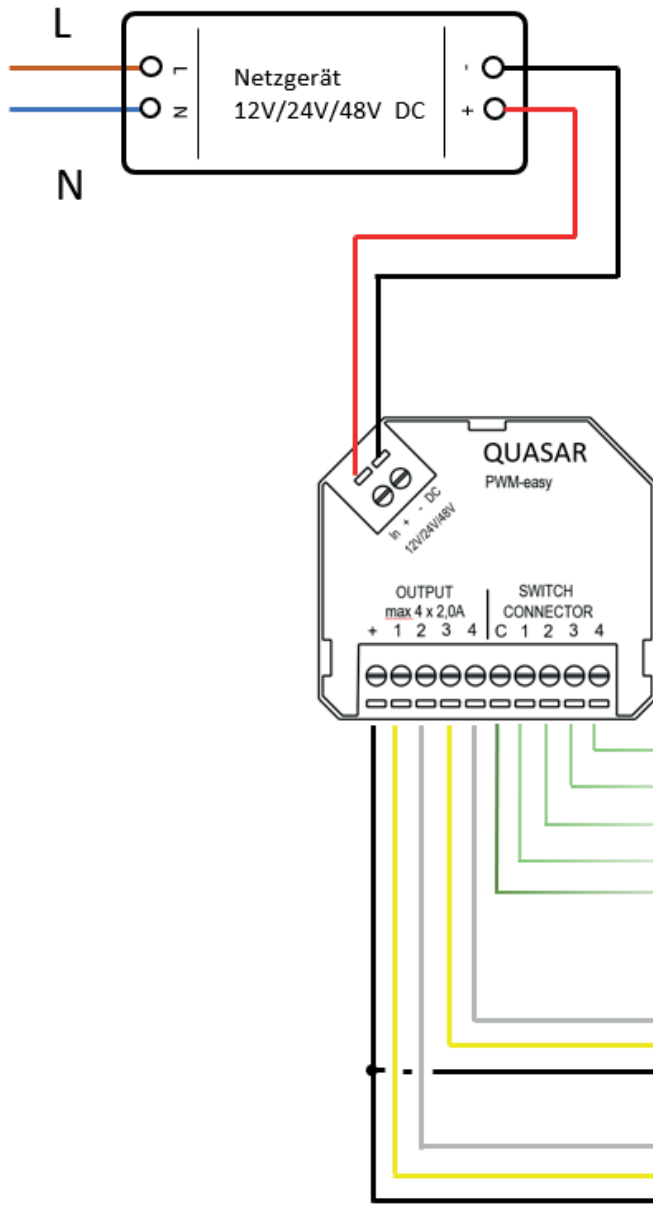 L
L
N
Netzgerät
12V/24V/48V DC
-
+
N
QUASAR
PWM-easy
In + - DC
12V/24V/48V
OUTPUT
max 4 x 2,0A
SWITCH
CONNECTOR
+ 1 2 3 4 C 1 2 3 4